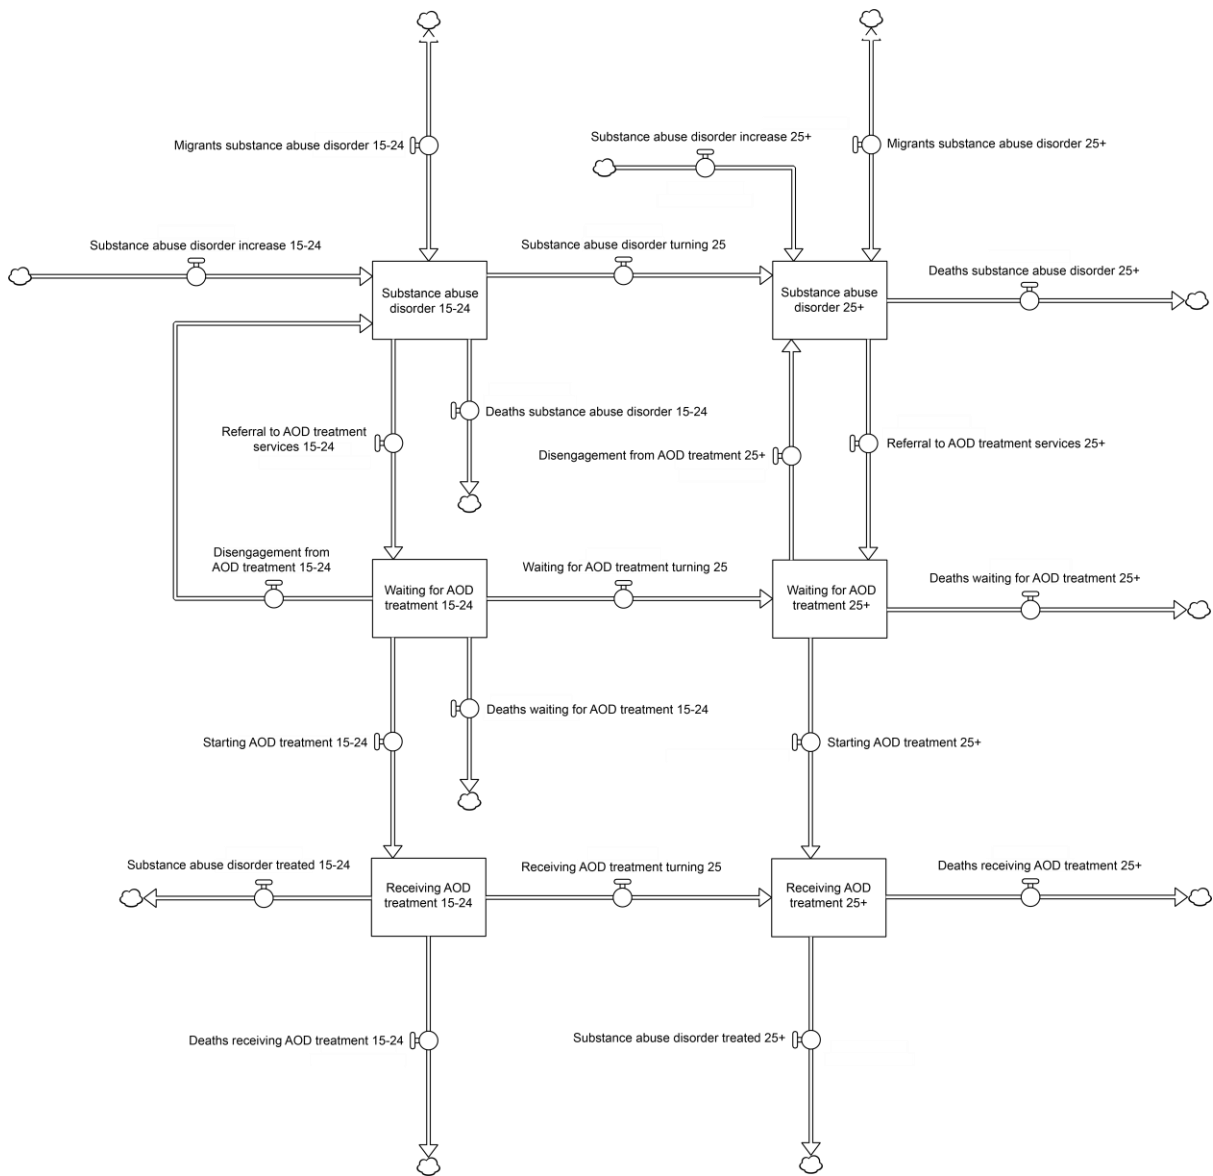 Migrants substance abuse disorder 15-24
Substance abuse disorder increase 25+
Migrants substance abuse disorder 25+
Substance abuse disorder increase 15-24
Substance abuse disorder turning 25
Deaths substance abuse disorder 25+
Substance abuse
disorder 15-24
Substance abuse
disorder 25+
Deaths substance abuse disorder 15-24
Referral to AOD treatment
services 15-24
Disengagement from AOD treatment 25+
Referral to AOD treatment services 25+
Disengagement from
AOD treatment 15-24
Waiting for AOD treatment turning 25
Deaths waiting for AOD treatment 25+
Waiting for AOD
treatment 15-24
Waiting for AOD
treatment 25+
Deaths waiting for AOD treatment 15-24
Starting AOD treatment 15-24
Starting AOD treatment 25+
Substance abuse disorder treated 15-24
Receiving AOD treatment turning 25
Deaths receiving AOD treatment 25+
Receiving AOD
treatment 15-24
Receiving AOD
treatment 25+
Deaths receiving AOD treatment 15-24
Substance abuse disorder treated 25+